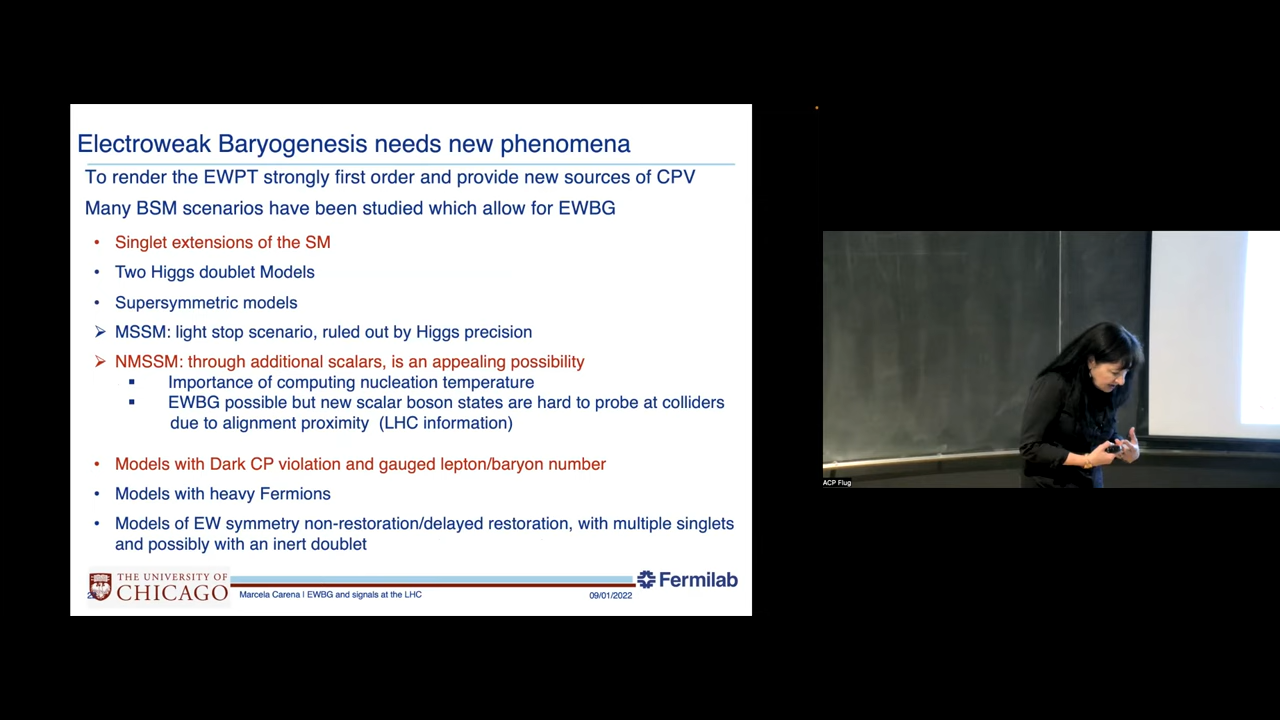 Electroweak Baryogenesis needs new phenomena
To render the EWPT strongly first order and provide new sources of CPV
Many BSM scenarios have been studied which allow for EWBG
• Singlet extensions of the SM
• Two Higgs doublet Models
• Supersymmetric models
➢ MSSM: light stop scenario, ruled out by Higgs precision
➢ NMSSM: through additional scalars, is an appealing possibility
▪ Importance of computing nucleation temperature
▪ EWBG possible but new scalar boson states are hard to probe at colliders
due to alignment proximity (LHC information)
• Models with Dark CP violation and gauged lepton/baryon number
• Models with heavy Fermions
• Models of EW symmetry non-restoration/delayed restoration, with multiple singlets
and possibly with an inert doublet
THE UNIVERSITY OF
CHICAGO
Marcela Carena | EWBG and signals at the LHC
09/01/2022
Fermilab
ACP Flug